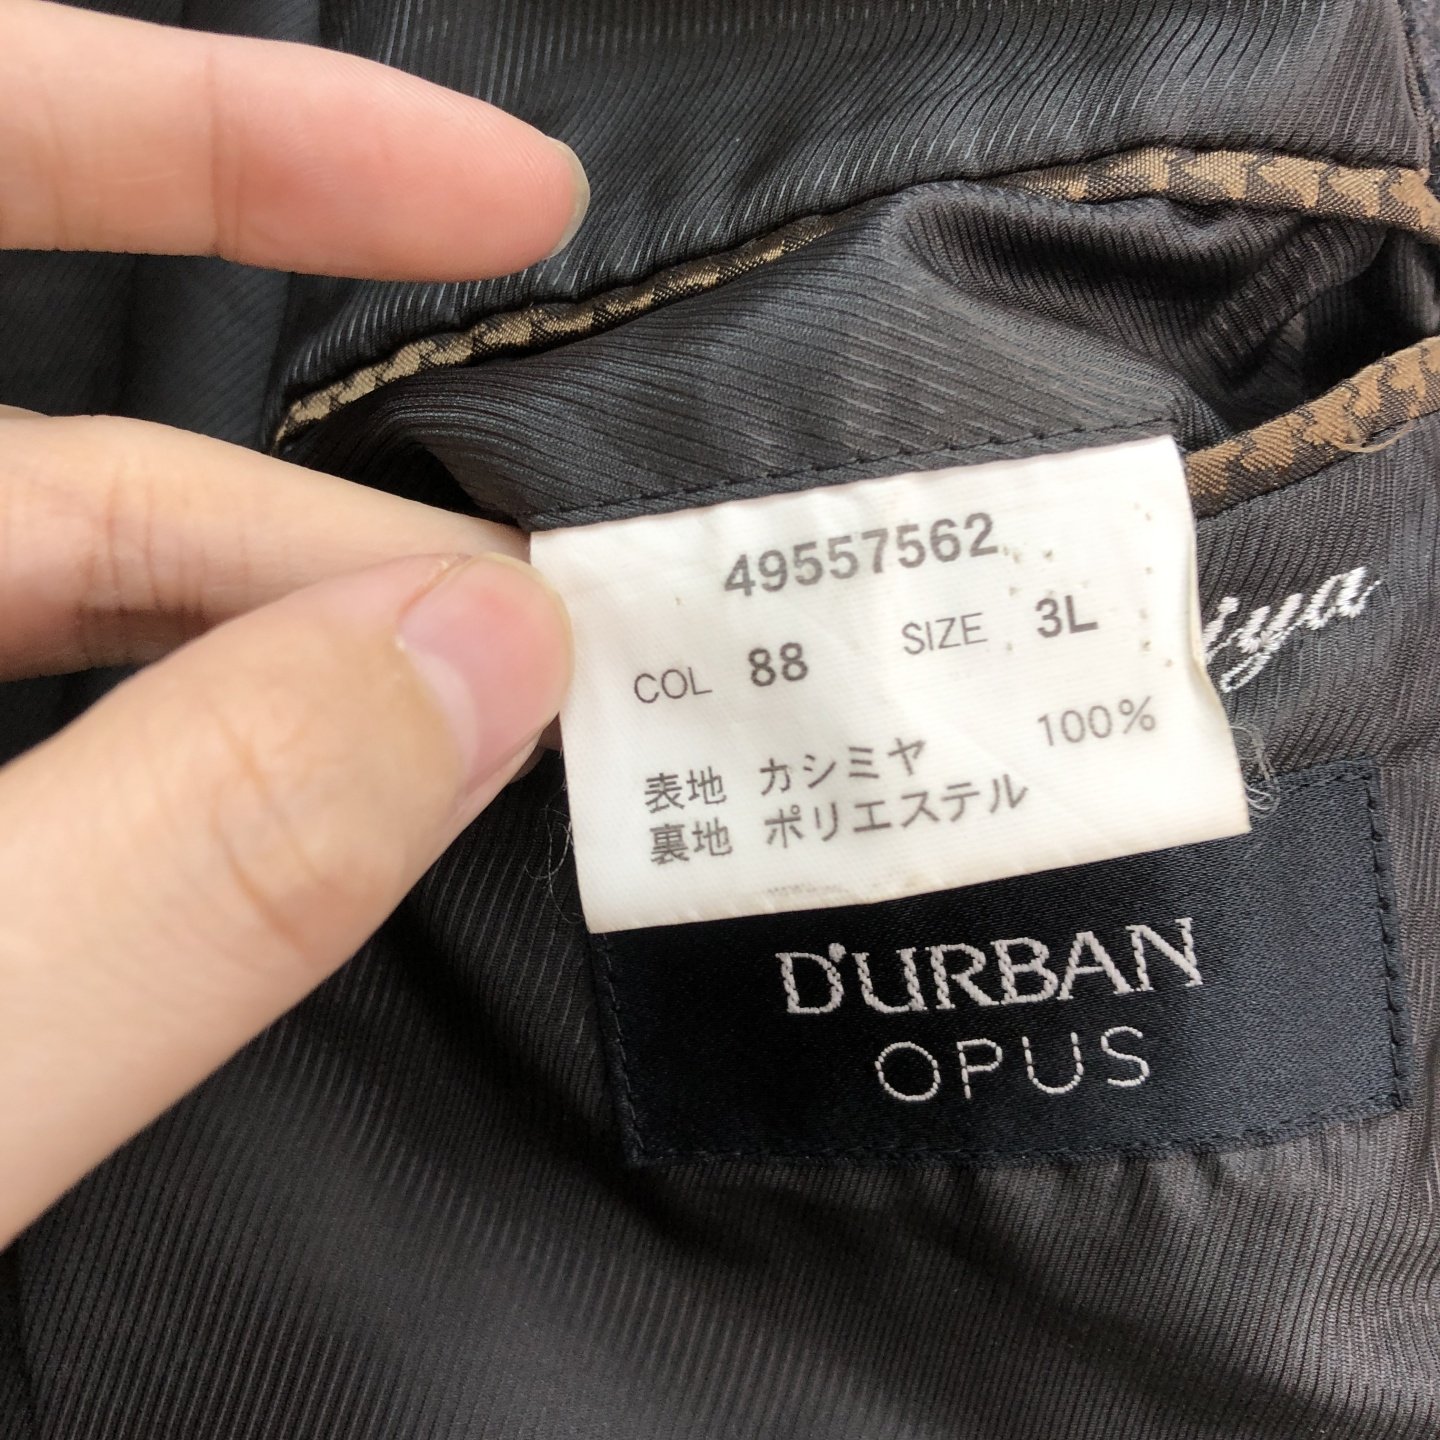 49557562
COL 88 SIZE 3L
表地 カシミヤ 100%
裏地 ポリエステル
D'URBAN
OPUS